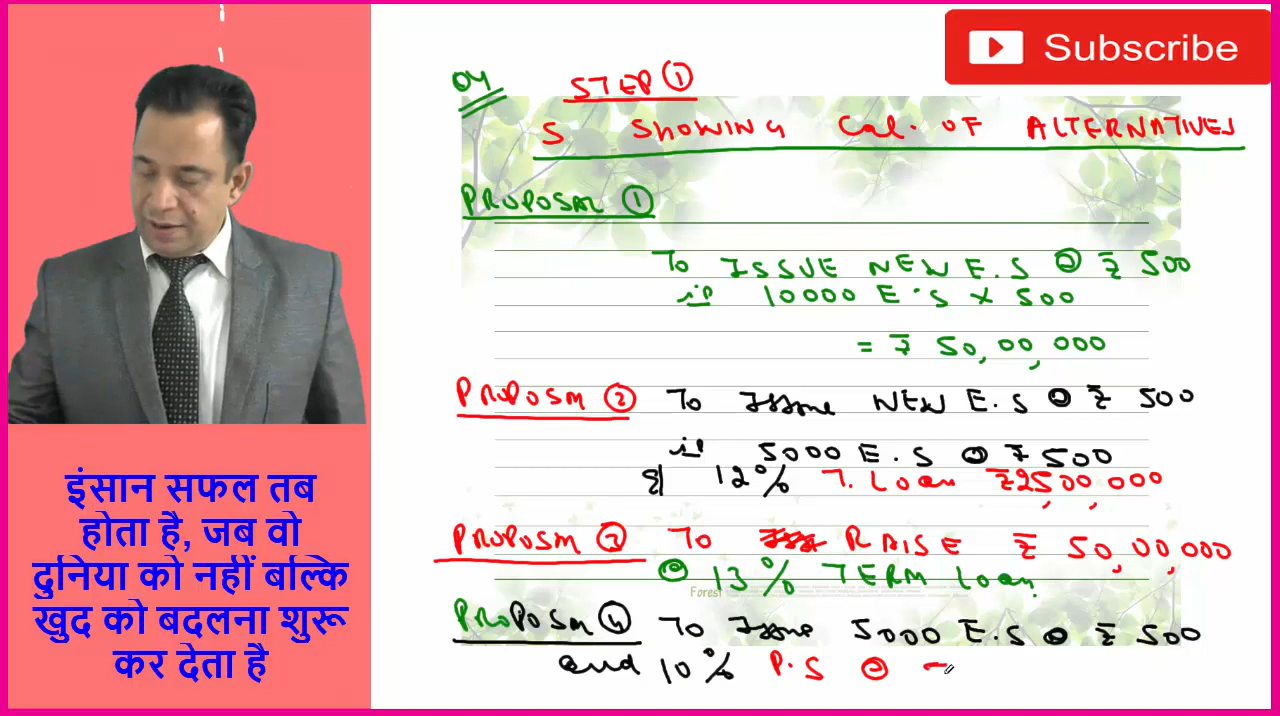 Subscribe
04 STEP ①
S SHOWING Cal. OF ALTERNATIVES
PROPOSAL ①
To ISSUE NEW E.S @ ₹ 500
ie 10000 E.S × 500
= ₹ 50,00,000
PROPOSAL ② To Issue NEW E.S @ ₹ 500
ie 5000 E.S @ ₹ 500
& 12% T. Loan ₹25,00,000
PROPOSAL ③ TO RAISE ₹ 50,00,000
@ 13% TERM Loan.
Forest
PROPOSAL ④ To Issue 5000 E.S @ ₹ 500
and 10% P.S @
इंसान सफल तब
होता है, जब वो
दुनिया को नहीं बल्कि
खुद को बदलना शुरू
कर देता है